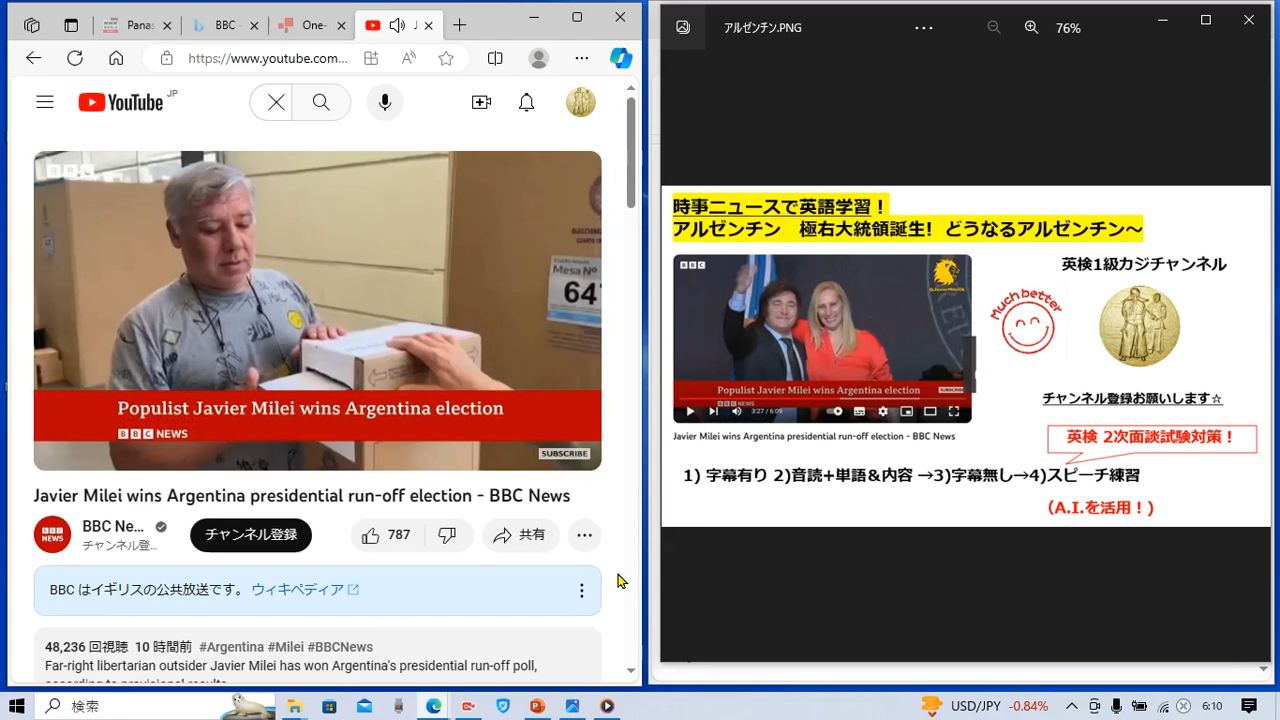 Panas
BBC -
One-
J
https://www.youtube.com...
YouTube JP
BBC
ELECCIONES
Mesa Nº
64
Populist Javier Milei wins Argentina election
BBC NEWS
SUBSCRIBE
Javier Milei wins Argentina presidential run-off election - BBC News
BBC NEWS
BBC Ne...
チャンネル登...
チャンネル登録
787
共有
BBC はイギリスの公共放送です。 ウィキペディア
48,236 回視聴 10 時間前 #Argentina #Milei #BBCNews
Far-right libertarian outsider Javier Milei has won Argentina's presidential run-off poll,
according to provisional results
アルゼンチン.PNG
76%
時事ニュースで英語学習！
アルゼンチン 極右大統領誕生! どうなるアルゼンチン～
BBC
@JavierMileiOk
Populist Javier Milei wins Argentina election
SUBSCRIBE
BBC NEWS
3:27 / 6:09
Javier Milei wins Argentina presidential run-off election - BBC News
英検1級カジチャンネル
Much better
チャンネル登録お願いします☆
英検 2次面談試験対策！
1) 字幕有り 2)音読+単語＆内容 →3)字幕無し→4)スピーチ練習
(A.I.を活用！)
検索
USD/JPY -0.84%
6:10